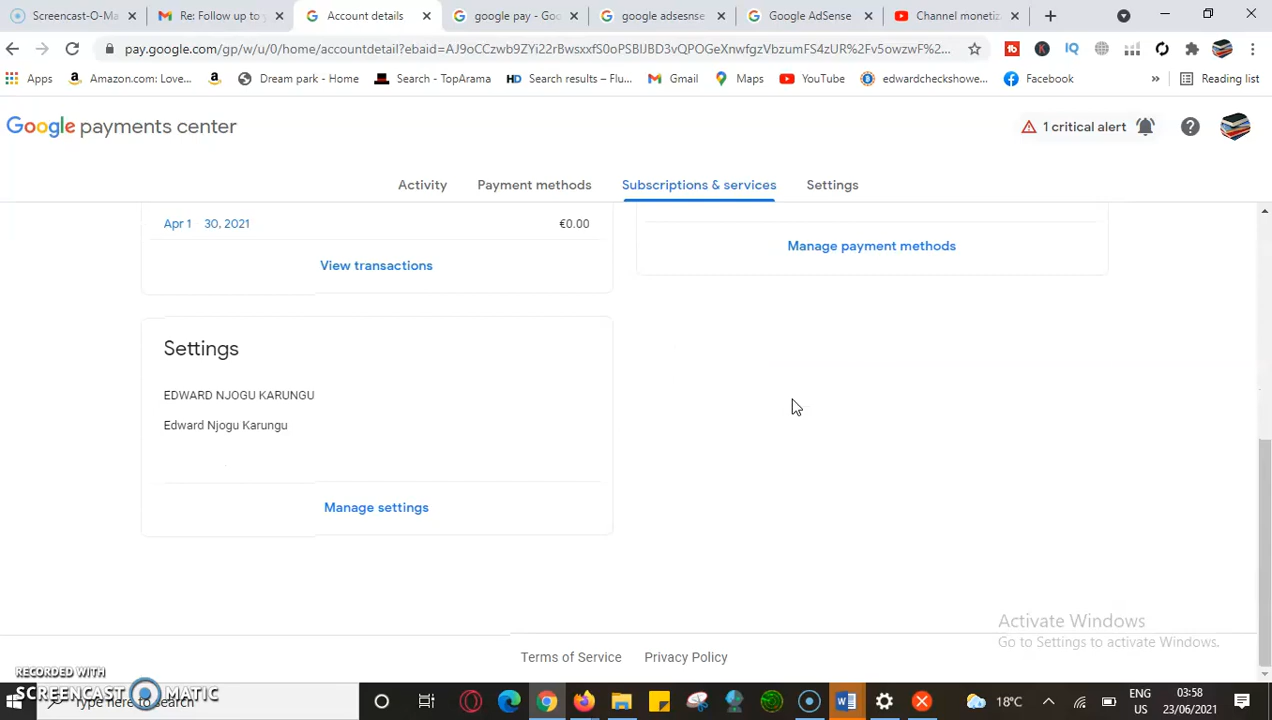 Screencast-O-Ma
Re: Follow up to y
Account details
google pay - Goo
google adsesnse
Google AdSense
Channel monetiz
pay.google.com/gp/w/u/0/home/accountdetail?ebaid=AJ9oCCzwb9ZYi22rBwsxxfS0oPSBIJBD3vQPOGeXnwfgzVbzumFS4zUR%2Fv5owzwF%2...
Apps
Amazon.com: Love...
Dream park - Home
Search - TopArama
HD Search results – Flu...
Gmail
Maps
YouTube
edwardcheckshowe...
Facebook
»
Reading list
Google payments center
1 critical alert
Activity
Payment methods
Subscriptions & services
Settings
Apr 1 30, 2021 €0.00
View transactions
Manage payment methods
Settings
EDWARD NJOGU KARUNGU
Edward Njogu Karungu
Manage settings
Activate Windows
Go to Settings to activate Windows.
Terms of Service
Privacy Policy
RECORDED WITH
SCREENCAST-O-MATIC
Type here to search
18°C
ENG
US
03:58
23/06/2021